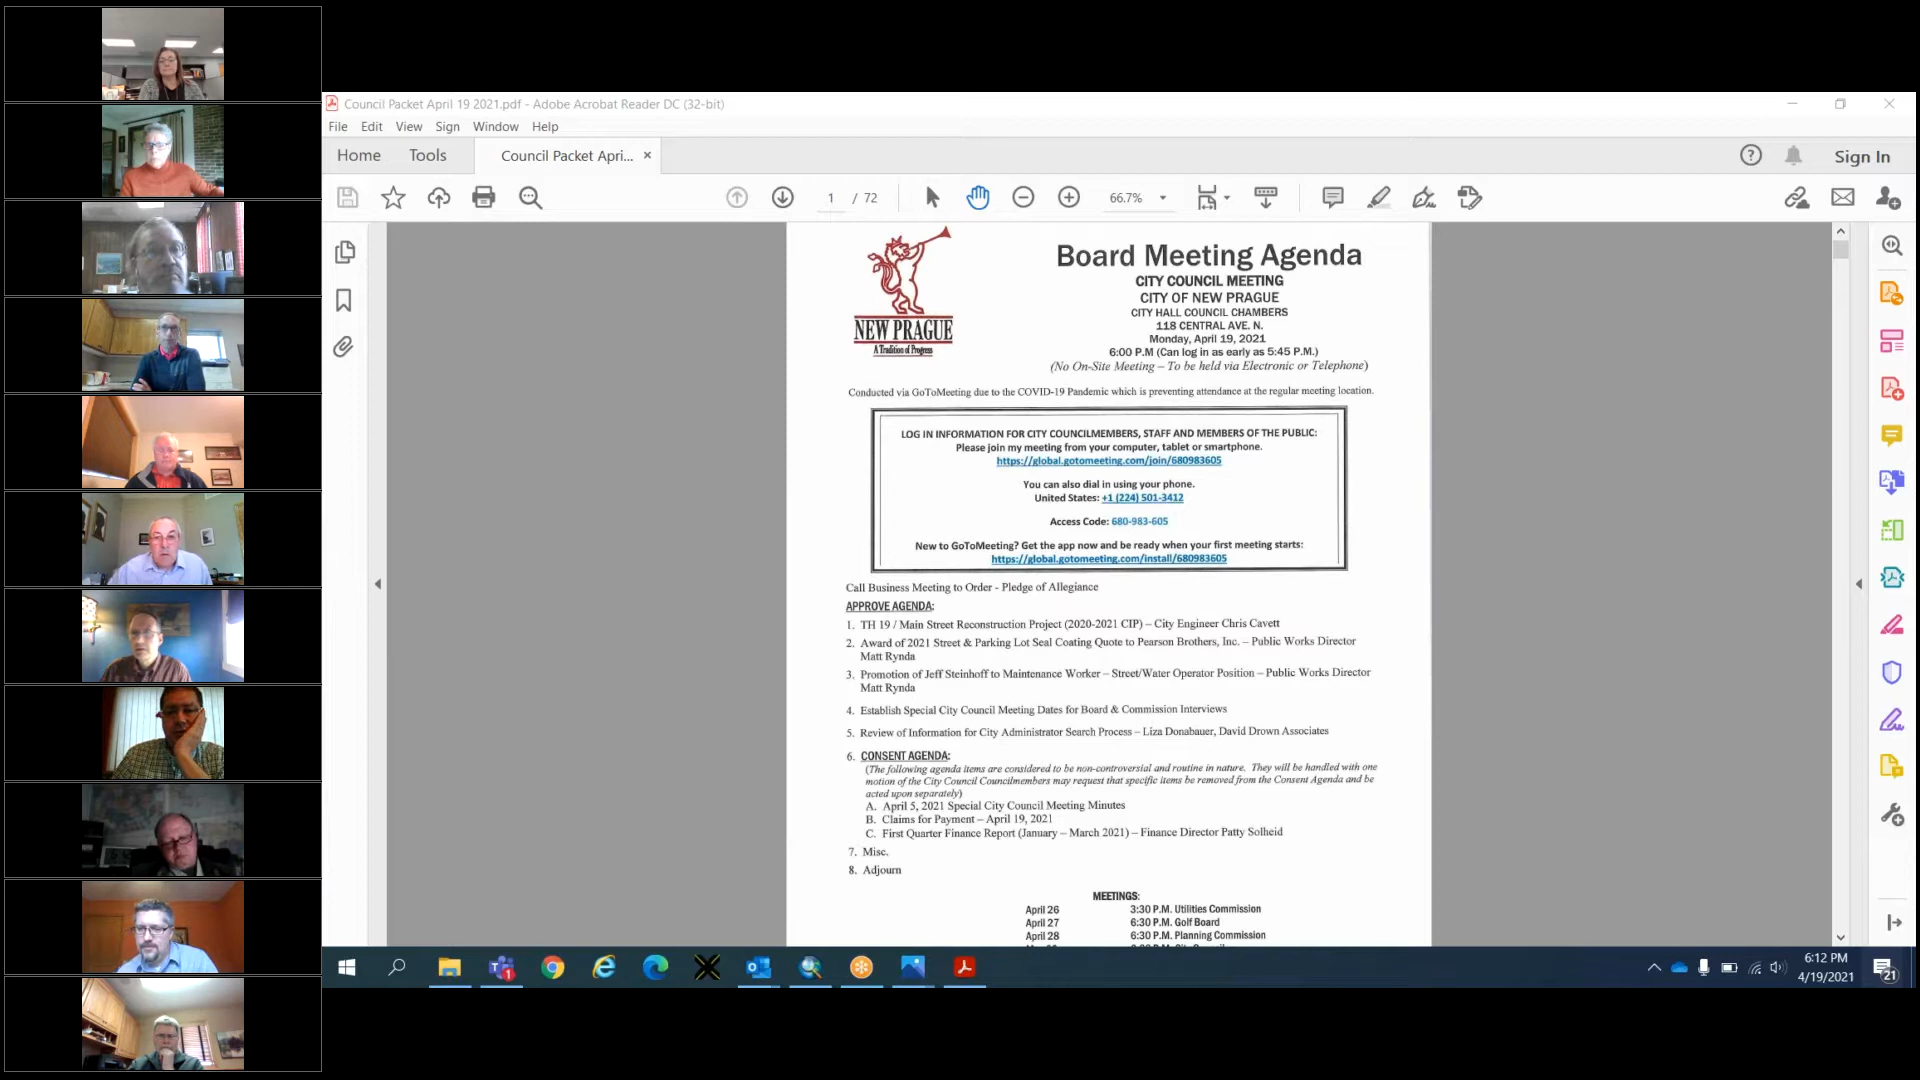 Council Packet April 19 2021.pdf - Adobe Acrobat Reader DC (32-bit)
File Edit View Sign Window Help
Home Tools Council Packet Apri... × Sign In
1 / 72 66.7%
NEW PRAGUE
A Tradition of Progress
Board Meeting Agenda
CITY COUNCIL MEETING
CITY OF NEW PRAGUE
CITY HALL COUNCIL CHAMBERS
118 CENTRAL AVE. N.
Monday, April 19, 2021
6:00 P.M (Can log in as early as 5:45 P.M.)
(No On-Site Meeting – To be held via Electronic or Telephone)
Conducted via GoToMeeting due to the COVID-19 Pandemic which is preventing attendance at the regular meeting location.
LOG IN INFORMATION FOR CITY COUNCILMEMBERS, STAFF AND MEMBERS OF THE PUBLIC:
Please join my meeting from your computer, tablet or smartphone.
https://global.gotomeeting.com/join/680983605
You can also dial in using your phone.
United States: +1 (224) 501-3412
Access Code: 680-983-605
New to GoToMeeting? Get the app now and be ready when your first meeting starts:
https://global.gotomeeting.com/install/680983605
Call Business Meeting to Order - Pledge of Allegiance
APPROVE AGENDA:
1. TH 19 / Main Street Reconstruction Project (2020-2021 CIP) – City Engineer Chris Cavett
2. Award of 2021 Street & Parking Lot Seal Coating Quote to Pearson Brothers, Inc. – Public Works Director
Matt Rynda
3. Promotion of Jeff Steinhoff to Maintenance Worker – Street/Water Operator Position – Public Works Director
Matt Rynda
4. Establish Special City Council Meeting Dates for Board & Commission Interviews
5. Review of Information for City Administrator Search Process – Liza Donabauer, David Drown Associates
6. CONSENT AGENDA:
(The following agenda items are considered to be non-controversial and routine in nature. They will be handled with one
motion of the City Council Councilmembers may request that specific items be removed from the Consent Agenda and be
acted upon separately)
A. April 5, 2021 Special City Council Meeting Minutes
B. Claims for Payment – April 19, 2021
C. First Quarter Finance Report (January – March 2021) – Finance Director Patty Solheid
7. Misc.
8. Adjourn
MEETINGS:
April 26 3:30 P.M. Utilities Commission
April 27 6:30 P.M. Golf Board
April 28 6:30 P.M. Planning Commission
6:12 PM
4/19/2021
21